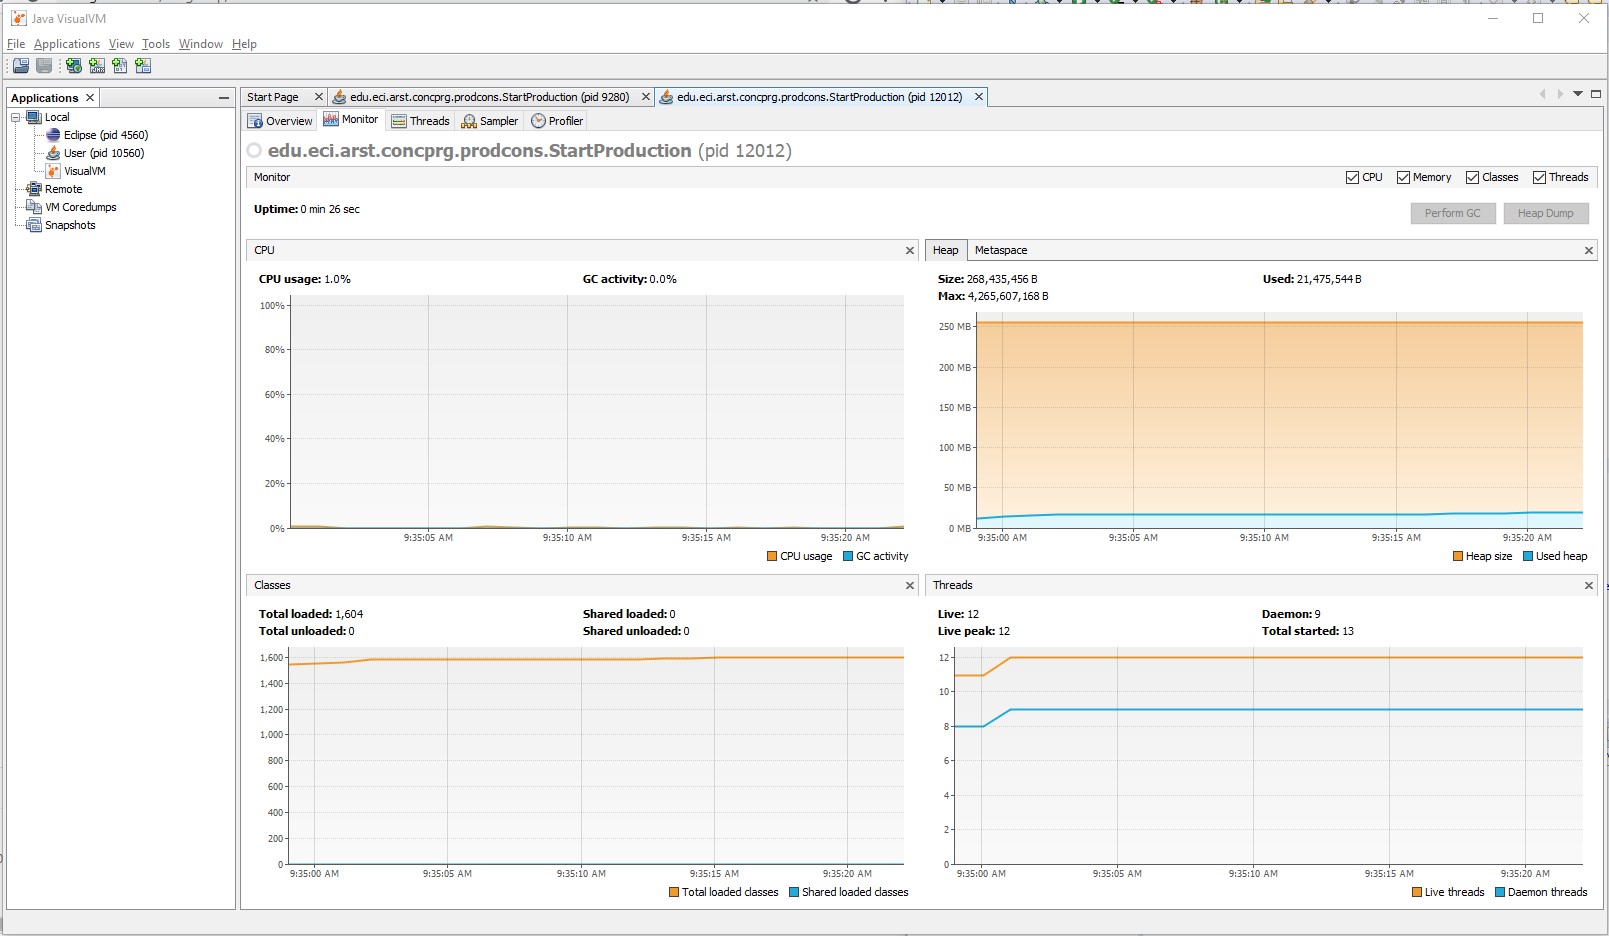 Java VisualVM
File Applications View Tools Window Help
Applications
Start Page edu.eci.arst.concprg.prodcons.StartProduction (pid 9280) edu.eci.arst.concprg.prodcons.StartProduction (pid 12012)
Local
Eclipse (pid 4560)
User (pid 10560)
VisualVM
Remote
VM Coredumps
Snapshots
Overview Monitor Threads Sampler Profiler
edu.eci.arst.concprg.prodcons.StartProduction (pid 12012)
Monitor CPU Memory Classes Threads
Uptime: 0 min 26 sec
Perform GC Heap Dump
CPU
CPU usage: 1.0% GC activity: 0.0%
100%
80%
60%
40%
20%
0%
9:35:05 AM 9:35:10 AM 9:35:15 AM 9:35:20 AM
CPU usage GC activity
Heap Metaspace
Size: 268,435,456 B Used: 21,475,544 B
Max: 4,265,607,168 B
250 MB
200 MB
150 MB
100 MB
50 MB
0 MB
9:35:00 AM 9:35:05 AM 9:35:10 AM 9:35:15 AM 9:35:20 AM
Heap size Used heap
Classes
Total loaded: 1,604 Shared loaded: 0
Total unloaded: 0 Shared unloaded: 0
1,600
1,400
1,200
1,000
800
600
400
200
0
9:35:00 AM 9:35:05 AM 9:35:10 AM 9:35:15 AM 9:35:20 AM
Total loaded classes Shared loaded classes
Threads
Live: 12 Daemon: 9
Live peak: 12 Total started: 13
12
10
8
6
4
2
0
9:35:00 AM 9:35:05 AM 9:35:10 AM 9:35:15 AM 9:35:20 AM
Live threads Daemon threads